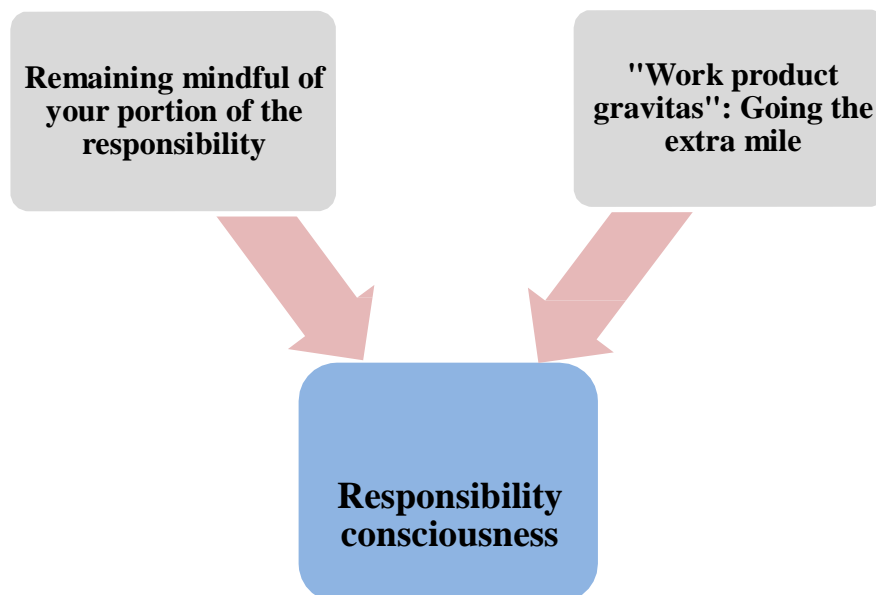 Remaining mindful of
your portion of the
responsibility
"Work product
gravitas": Going the
extra mile
Responsibility
consciousness